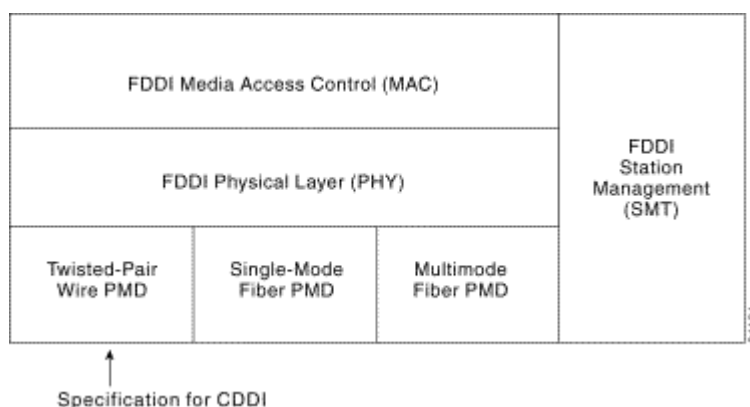 FDDI Media Access Control (MAC)
FDDI Physical Layer (PHY)
FDDI
Station
Management
(SMT)
Twisted-Pair
Wire PMD
Single-Mode
Fiber PMD
Multimode
Fiber PMD
Specification for CDDI